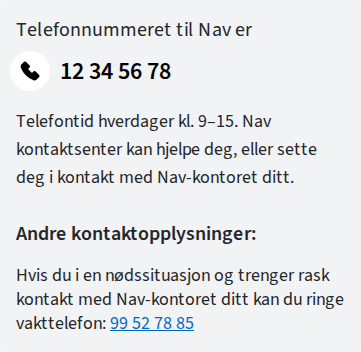 Telefonnummeret til Nav er
12 34 56 78
Telefontid hverdager kl. 9–15. Nav
kontaktsenter kan hjelpe deg, eller sette
deg i kontakt med Nav-kontoret ditt.
Andre kontaktopplysninger:
Hvis du i en nødssituasjon og trenger rask
kontakt med Nav-kontoret ditt kan du ringe
vakttelefon: 99 52 78 85